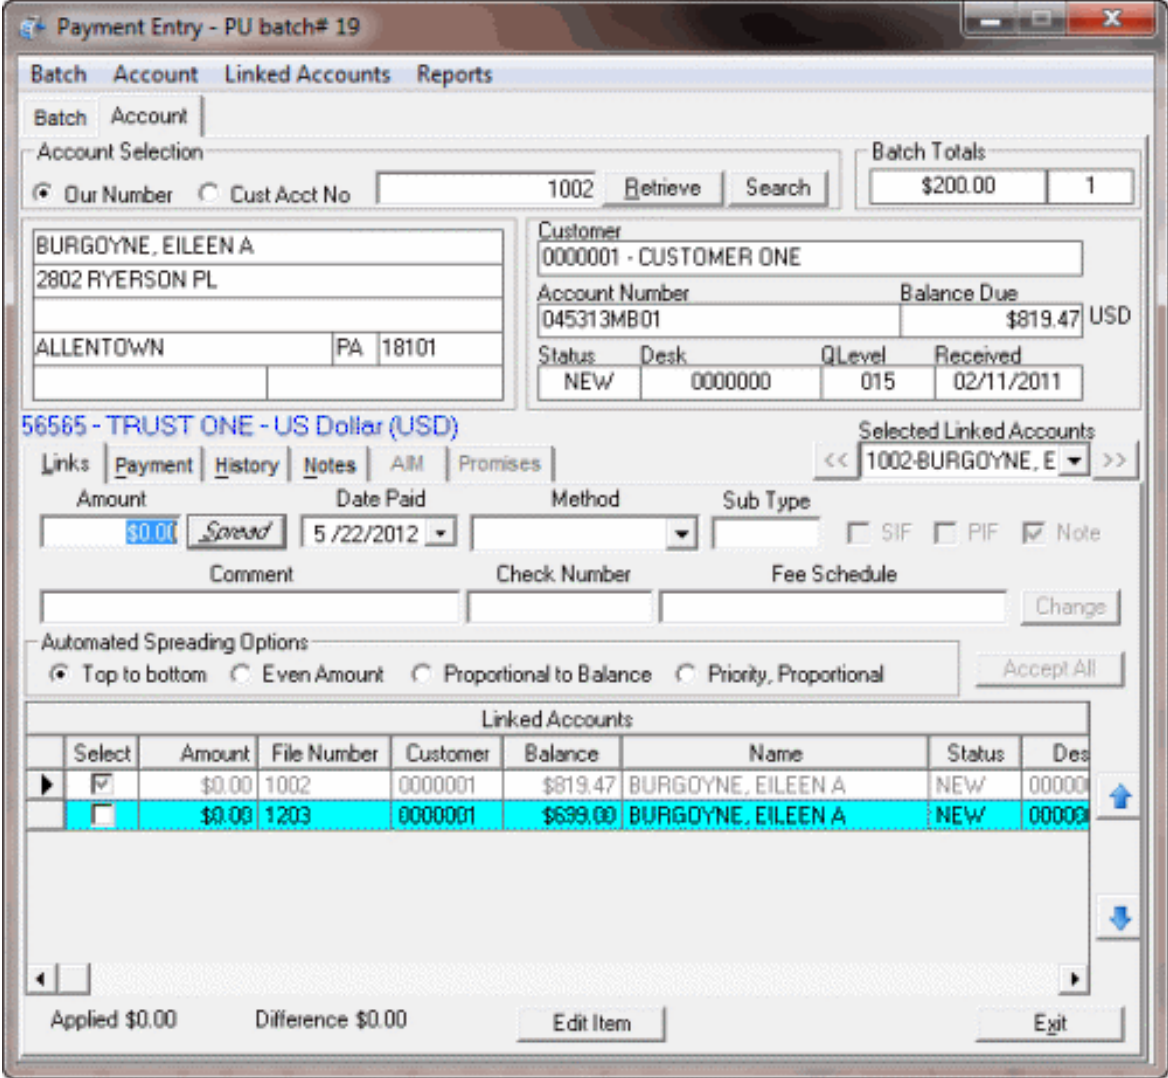 Payment Entry - PU batch# 19
Batch Account Linked Accounts Reports
Batch Account
Account Selection
Our Number Cust Acct No 1002 Retrieve Search
Batch Totals
$200.00 1
BURGOYNE, EILEEN A
2802 RYERSON PL
ALLENTOWN PA 18101
Customer
0000001 - CUSTOMER ONE
Account Number Balance Due
045313MB01 $819.47 USD
Status Desk QLevel Received
NEW 0000000 015 02/11/2011
56565 - TRUST ONE - US Dollar (USD)
Selected Linked Accounts
<< 1002-BURGOYNE, E >>
Links Payment History Notes AIM Promises
Amount Date Paid Method Sub Type
$0.00 Spread 5 /22/2012 SIF PIF Note
Comment Check Number Fee Schedule
Change
Automated Spreading Options
Top to bottom Even Amount Proportional to Balance Priority, Proportional
Accept All
Linked Accounts
Select Amount File Number Customer Balance Name Status Des
$0.00 1002 0000001 $819.47 BURGOYNE, EILEEN A NEW 00000
$0.00 1203 0000001 $699.00 BURGOYNE, EILEEN A NEW 00000
Applied $0.00 Difference $0.00 Edit Item Exit